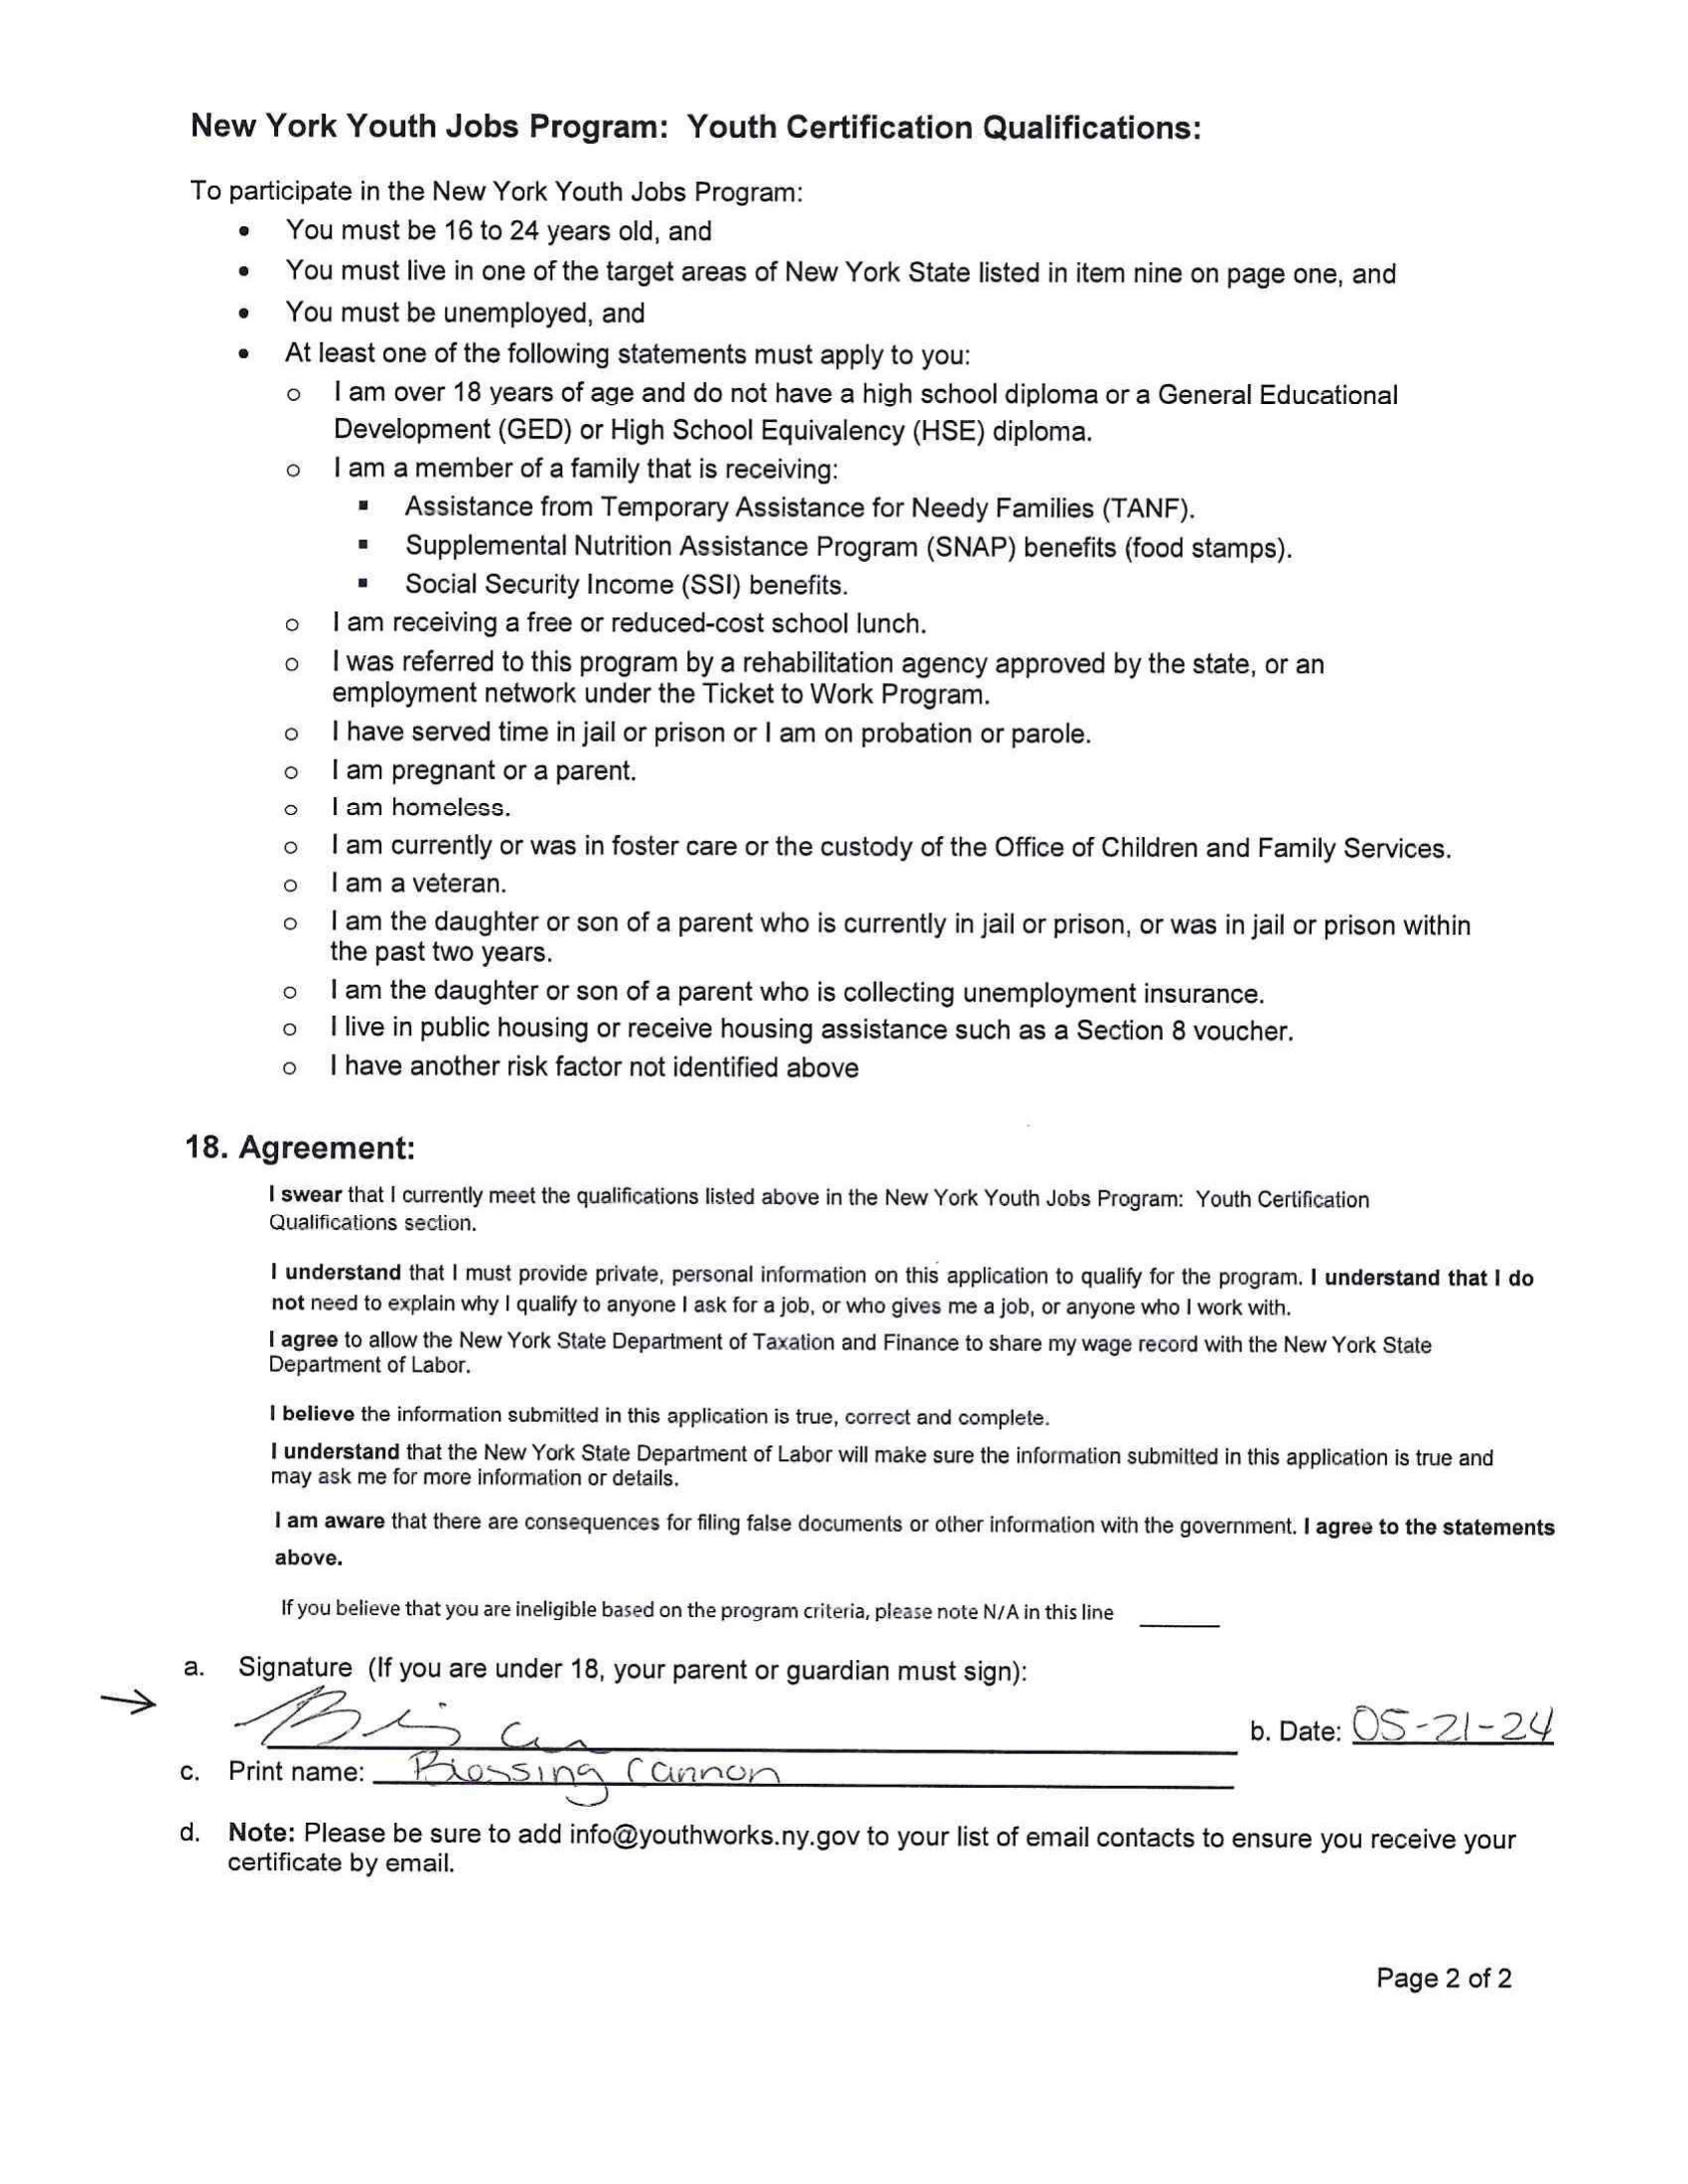 New York Youth Jobs Program: Youth Certification Qualifications:
To participate in the New York Youth Jobs Program:
• You must be 16 to 24 years old, and
• You must live in one of the target areas of New York State listed in item nine on page one, and
• You must be unemployed, and
• At least one of the following statements must apply to you:
o I am over 18 years of age and do not have a high school diploma or a General Educational
Development (GED) or High School Equivalency (HSE) diploma.
o I am a member of a family that is receiving:
▪ Assistance from Temporary Assistance for Needy Families (TANF).
▪ Supplemental Nutrition Assistance Program (SNAP) benefits (food stamps).
▪ Social Security Income (SSI) benefits.
o I am receiving a free or reduced-cost school lunch.
o I was referred to this program by a rehabilitation agency approved by the state, or an
employment network under the Ticket to Work Program.
o I have served time in jail or prison or I am on probation or parole.
o I am pregnant or a parent.
o I am homeless.
o I am currently or was in foster care or the custody of the Office of Children and Family Services.
o I am a veteran.
o I am the daughter or son of a parent who is currently in jail or prison, or was in jail or prison within
the past two years.
o I am the daughter or son of a parent who is collecting unemployment insurance.
o I live in public housing or receive housing assistance such as a Section 8 voucher.
o I have another risk factor not identified above
18. Agreement:
I swear that I currently meet the qualifications listed above in the New York Youth Jobs Program: Youth Certification
Qualifications section.
I understand that I must provide private, personal information on this application to qualify for the program. I understand that I do
not need to explain why I qualify to anyone I ask for a job, or who gives me a job, or anyone who I work with.
I agree to allow the New York State Department of Taxation and Finance to share my wage record with the New York State
Department of Labor.
I believe the information submitted in this application is true, correct and complete.
I understand that the New York State Department of Labor will make sure the information submitted in this application is true and
may ask me for more information or details.
I am aware that there are consequences for filing false documents or other information with the government. I agree to the statements
above.
If you believe that you are ineligible based on the program criteria, please note N/A in this line
a. Signature (If you are under 18, your parent or guardian must sign):
b. Date: 05-21-24
c. Print name: Blessing Cannon
d. Note: Please be sure to add info@youthworks.ny.gov to your list of email contacts to ensure you receive your
certificate by email.
Page 2 of 2